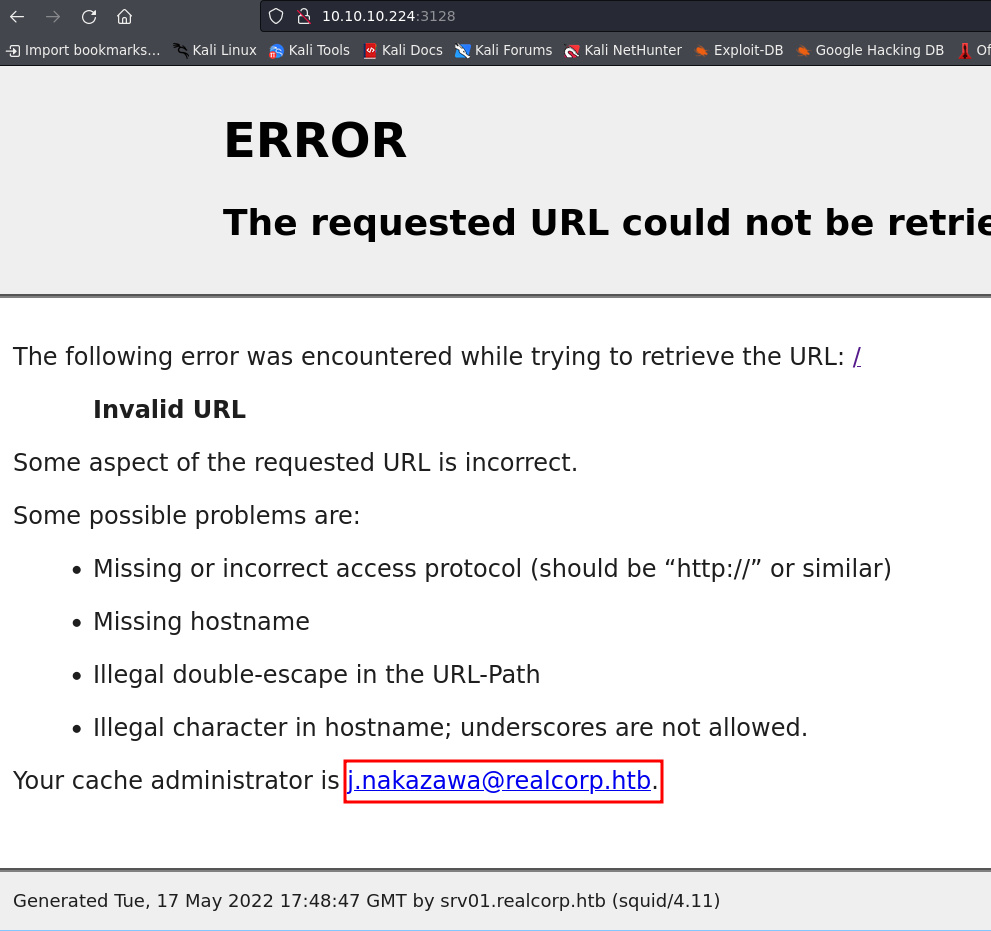 10.10.10.224:3128
Import bookmarks... Kali Linux Kali Tools Kali Docs Kali Forums Kali NetHunter Exploit-DB Google Hacking DB Of
ERROR
The requested URL could not be retrie
The following error was encountered while trying to retrieve the URL: /
Invalid URL
Some aspect of the requested URL is incorrect.
Some possible problems are:
• Missing or incorrect access protocol (should be “http://” or similar)
• Missing hostname
• Illegal double-escape in the URL-Path
• Illegal character in hostname; underscores are not allowed.
Your cache administrator is j.nakazawa@realcorp.htb.
Generated Tue, 17 May 2022 17:48:47 GMT by srv01.realcorp.htb (squid/4.11)